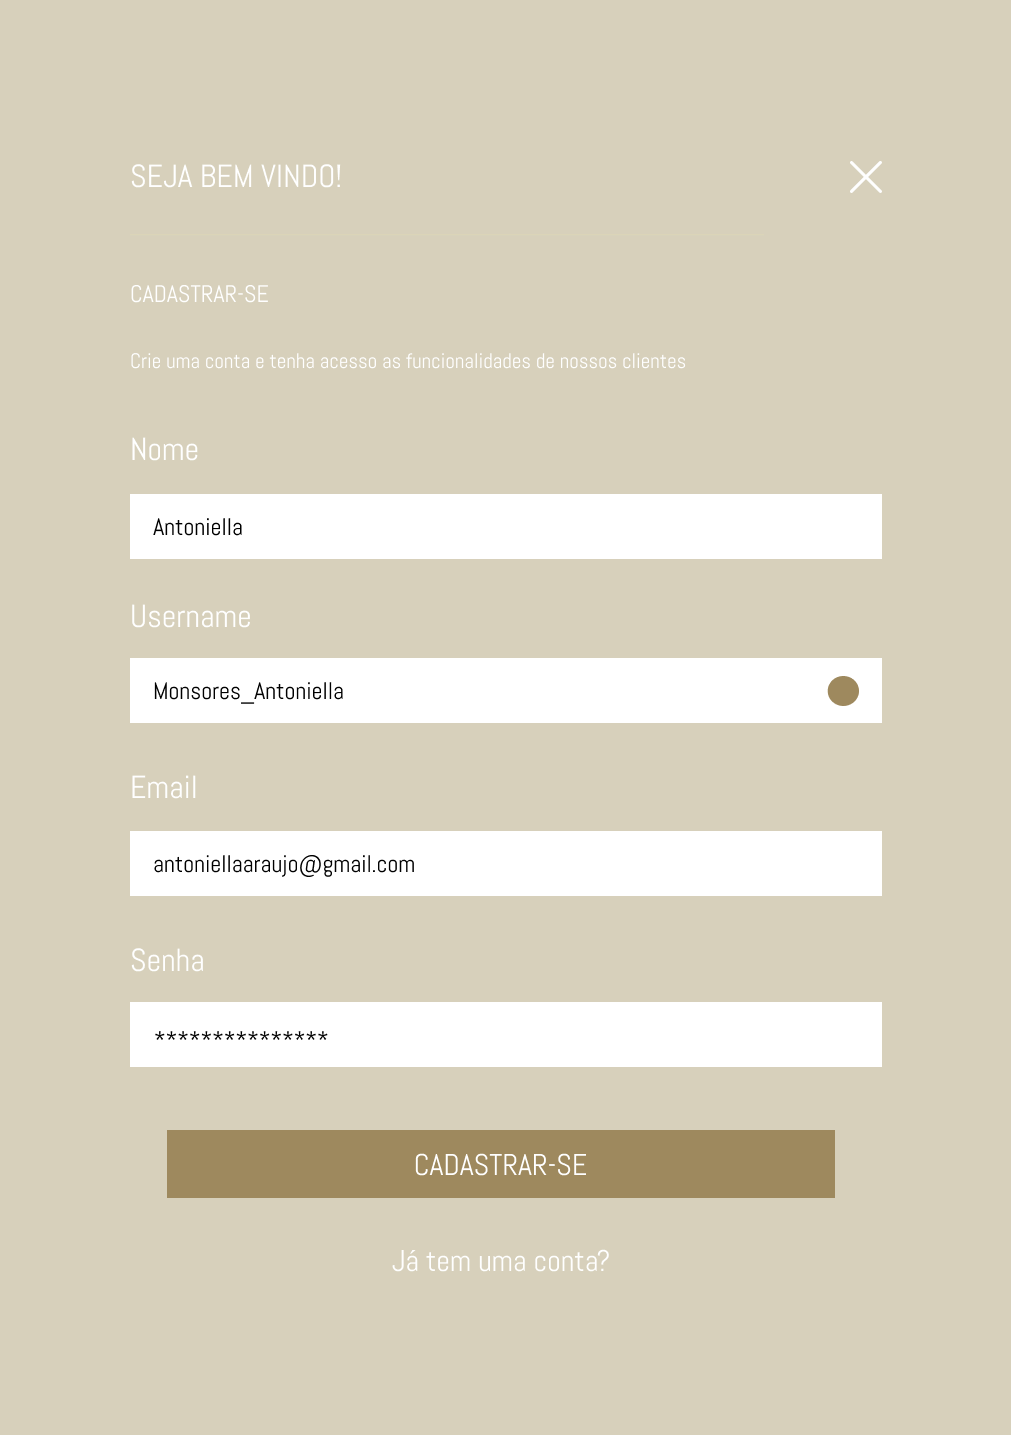 SEJA BEM VINDO!
CADASTRAR-SE
Crie uma conta e tenha acesso as funcionalidades de nossos clientes
Nome
Antoniella
Username
Monsores_Antoniella
Email
antoniellaaraujo@gmail.com
Senha
***************
CADASTRAR-SE
Já tem uma conta?